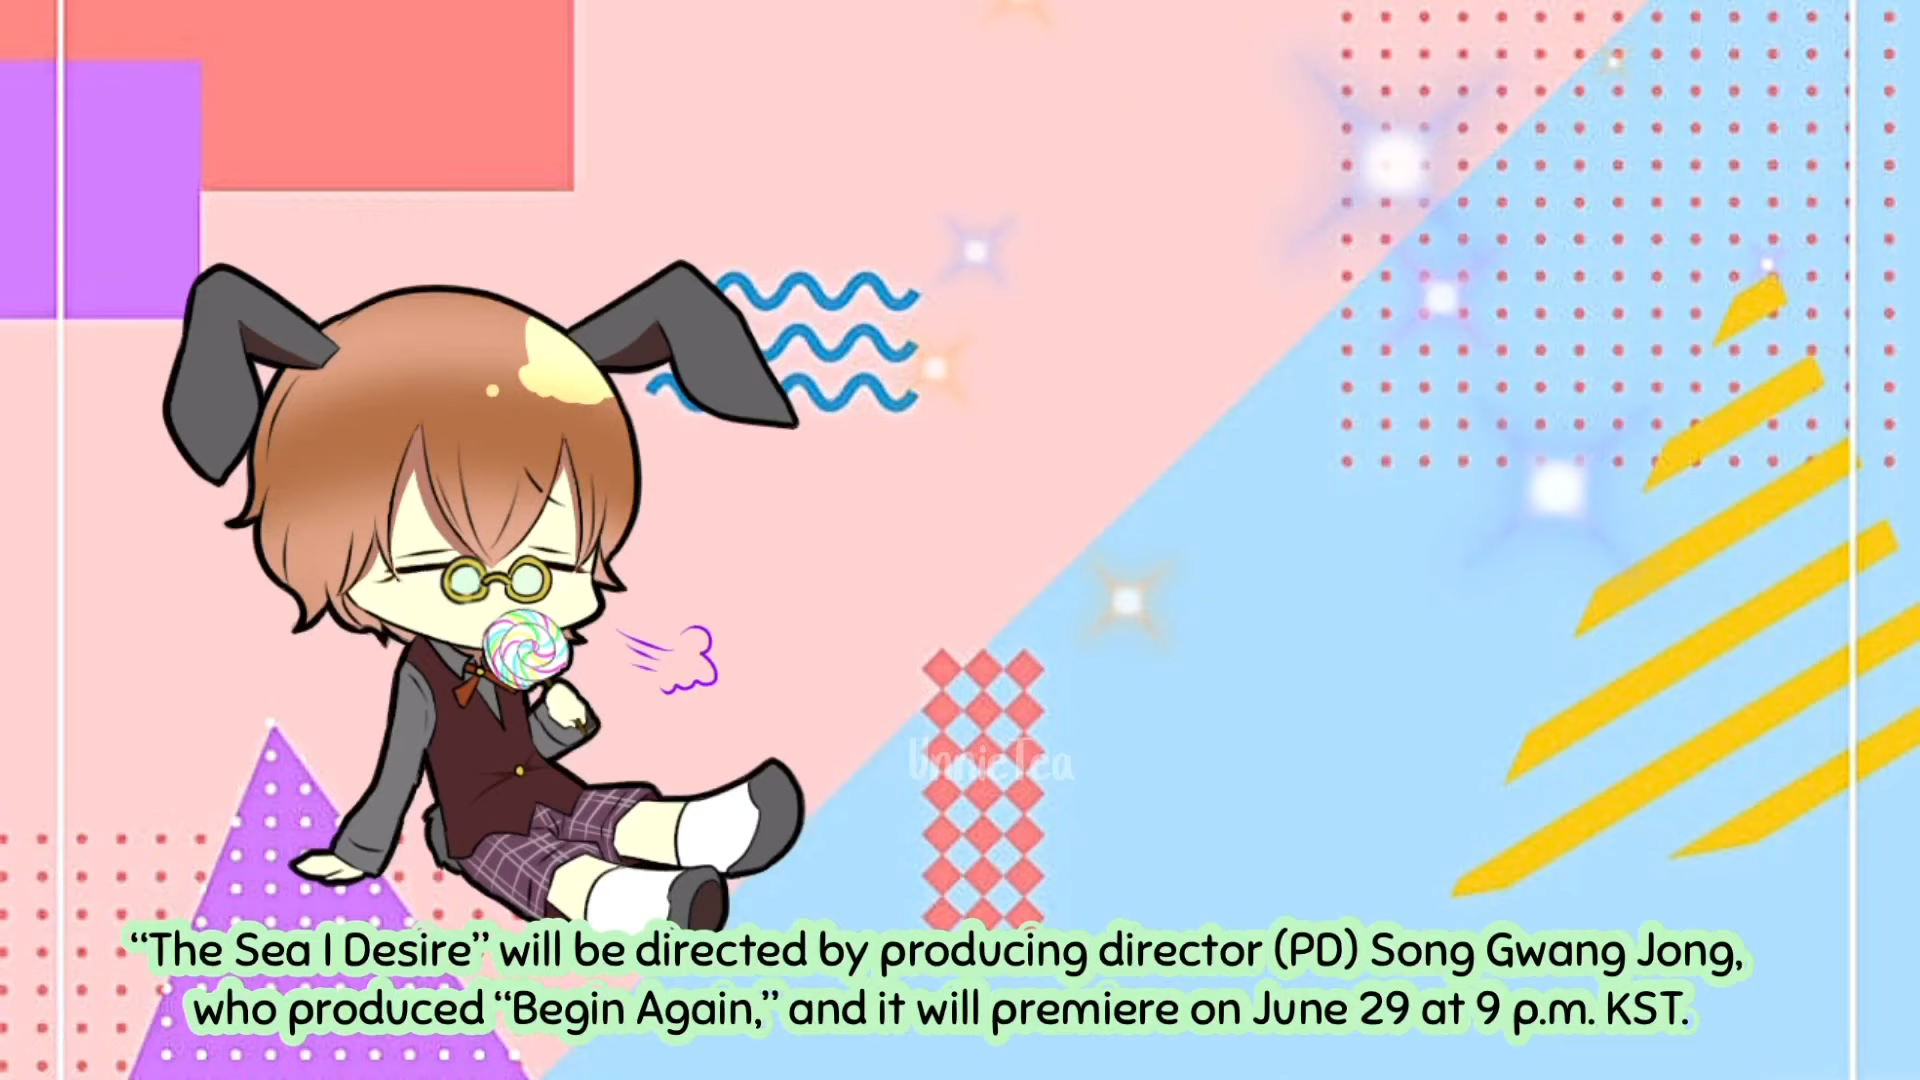 UnnieTea
“The Sea I Desire” will be directed by producing director (PD) Song Gwang Jong,
who produced “Begin Again,” and it will premiere on June 29 at 9 p.m. KST.